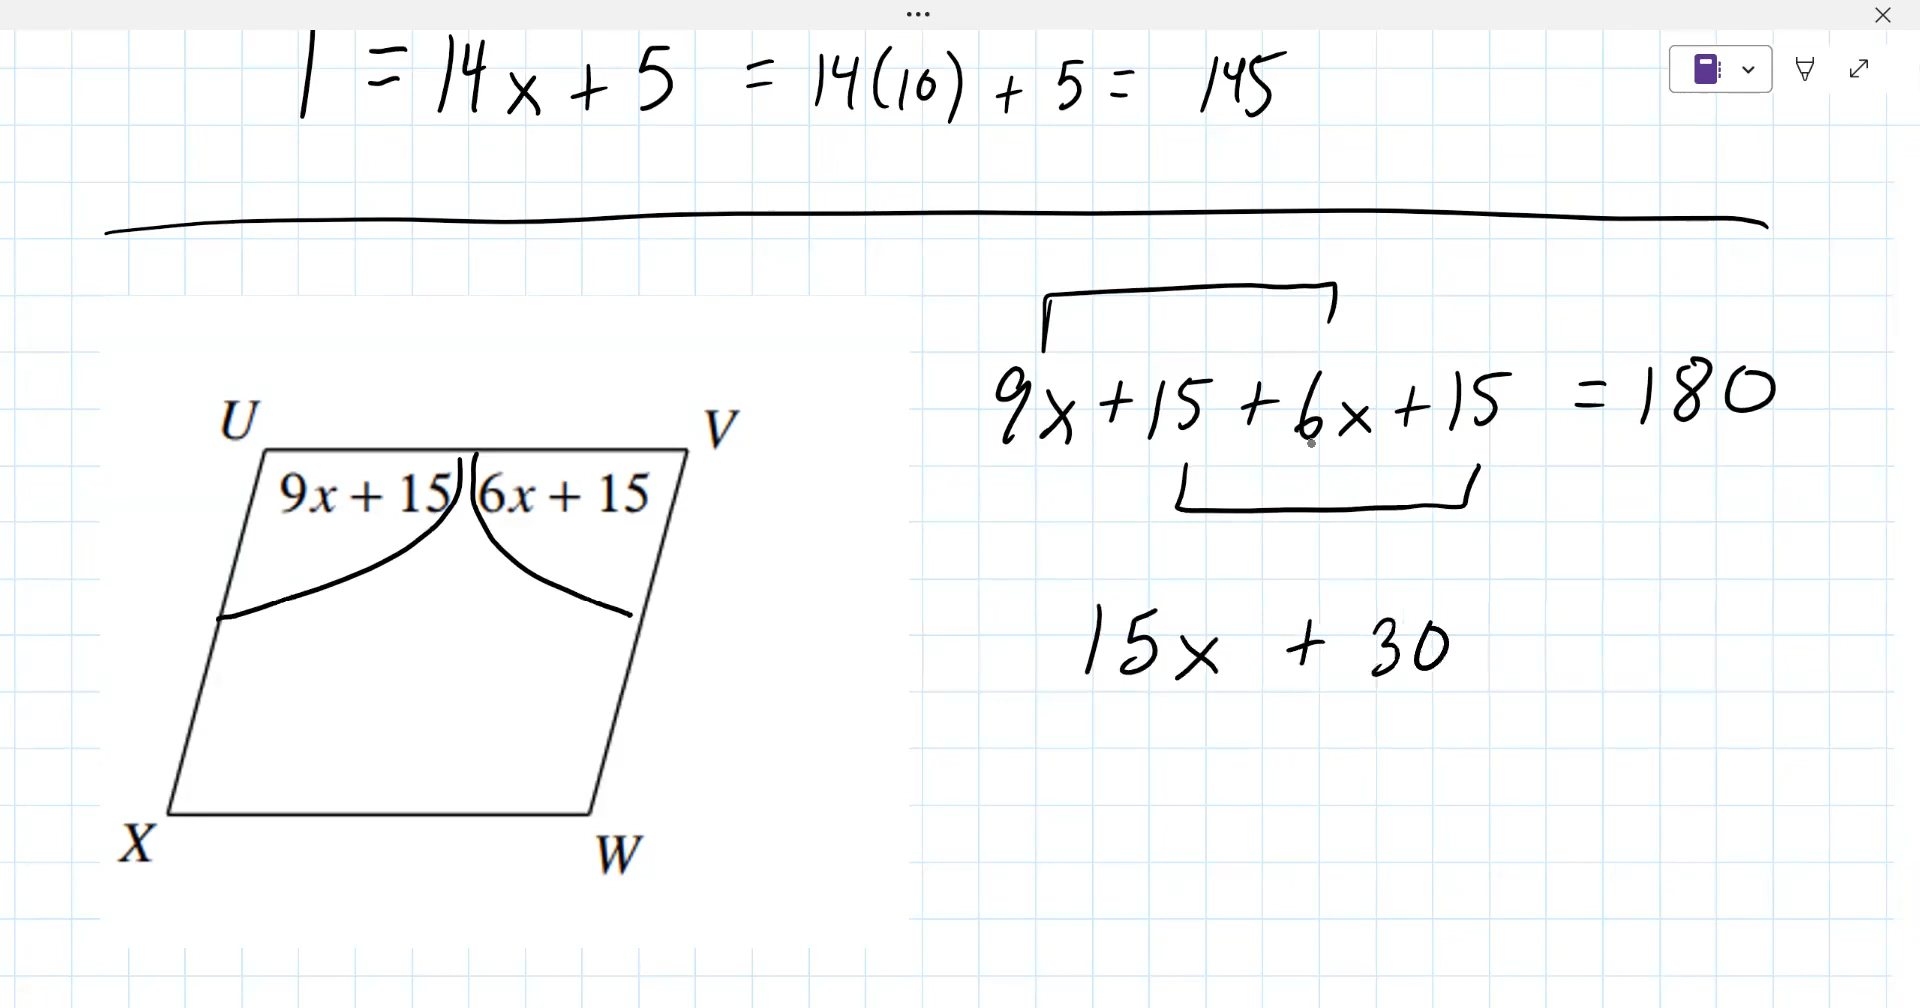 1 = 14x + 5 = 14(10) + 5 = 145
9x + 15 + 6x + 15 = 180
U V
9x + 15 6x + 15
15x + 30
X W